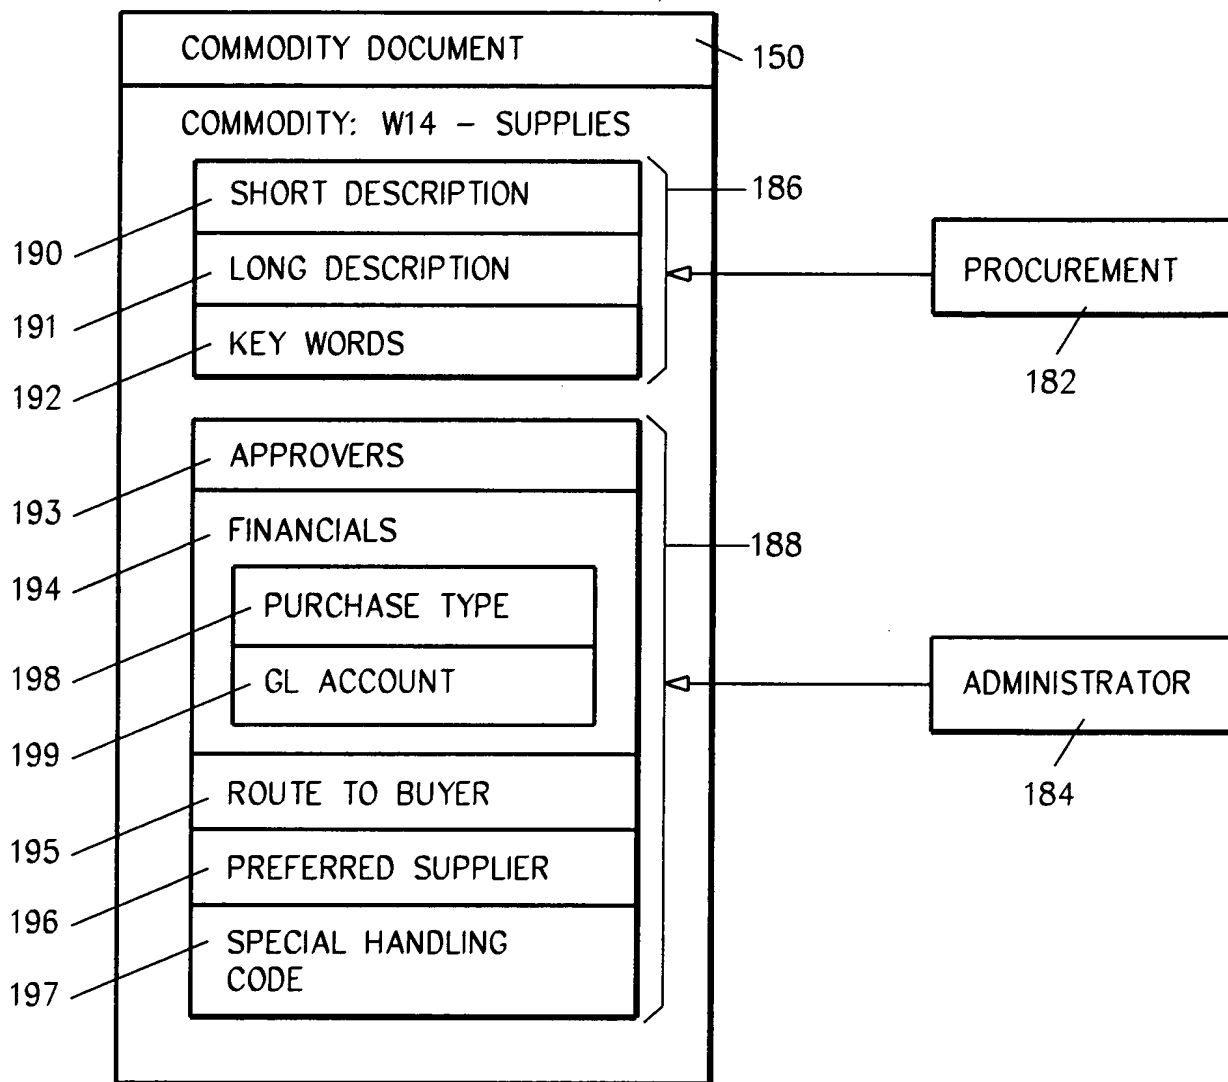 COMMODITY DOCUMENT
150
COMMODITY: W14 - SUPPLIES
SHORT DESCRIPTION
186
190
LONG DESCRIPTION
PROCUREMENT
191
KEY WORDS
182
192
APPROVERS
193
FINANCIALS
188
194
PURCHASE TYPE
198
GL ACCOUNT
ADMINISTRATOR
199
ROUTE TO BUYER
184
195
PREFERRED SUPPLIER
196
SPECIAL HANDLING
CODE
197